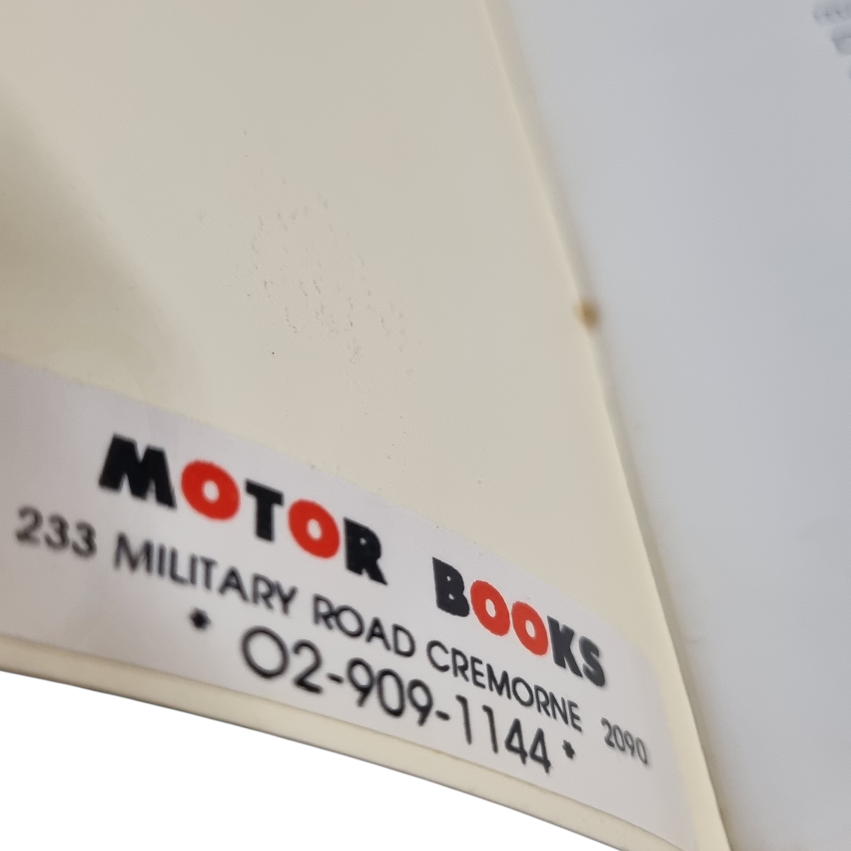 MOTOR BOOKS
233 MILITARY ROAD CREMORNE 2090
* 02-909-1144 *